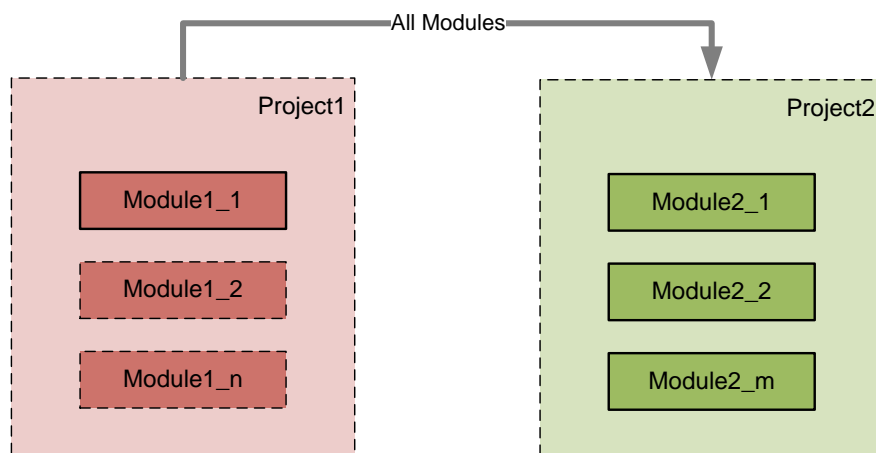 All Modules
Project1
Project2
Module1_1
Module2_1
Module1_2
Module2_2
Module1_n
Module2_m